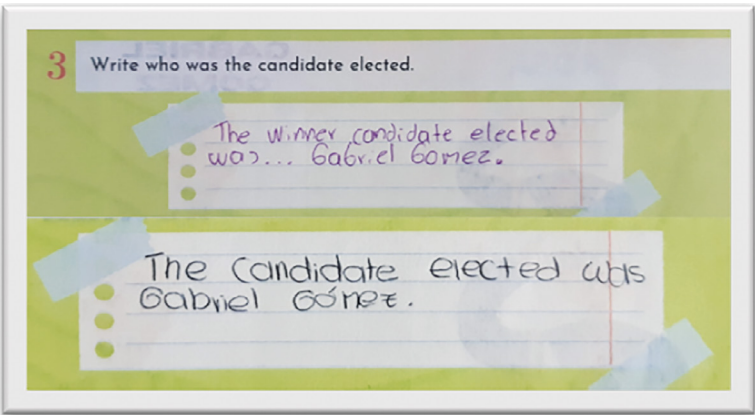 3 Write who was the candidate elected.
The winner candidate elected
was... Gabriel Gomez.
The candidate elected was
Gabriel Gómez.